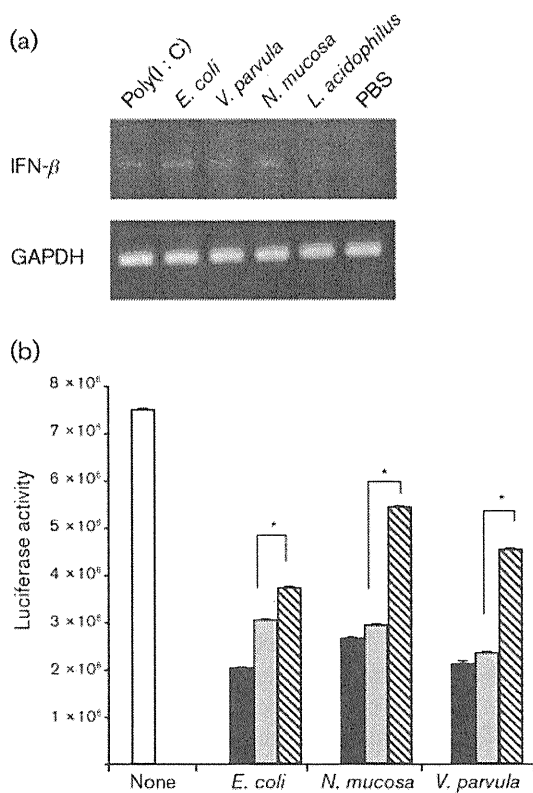 (a)
Poly(I : C)
E. coli
V. parvula
N. mucosa
L. acidophilus
PBS
IFN-β
GAPDH
(b)
8 × 10⁶
7 × 10⁶
6 × 10⁶
5 × 10⁶
4 × 10⁶
3 × 10⁶
2 × 10⁶
1 × 10⁶
Luciferase activity
*
*
*
None
E. coli
N. mucosa
V. parvula